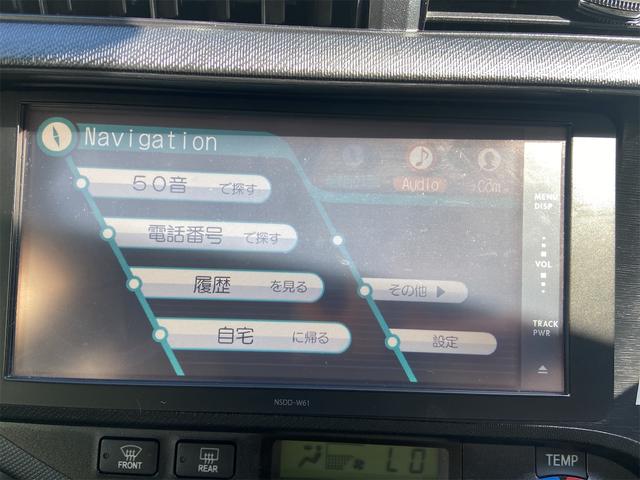 Navigation
Audio
Com
50音 で探す
MENU
DISP
電話番号 で探す
VOL
履歴 を見る
その他
TRACK
PWR
自宅 に帰る
設定
NSDD-W61
FRONT
REAR
LO
TEMP